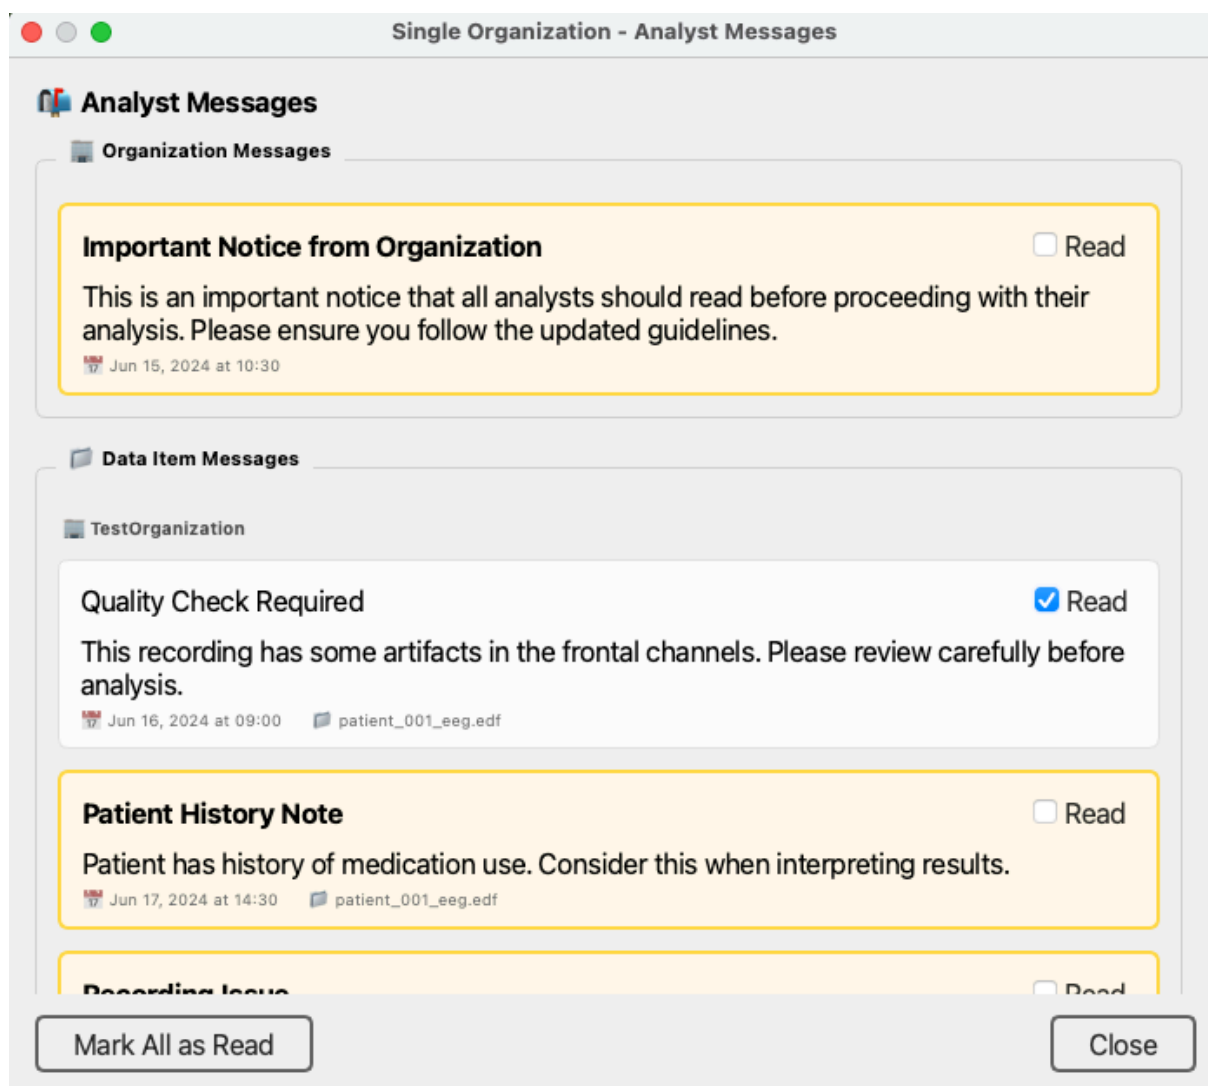 Single Organization - Analyst Messages
Analyst Messages
Organization Messages
Important Notice from Organization
Read
This is an important notice that all analysts should read before proceeding with their
analysis. Please ensure you follow the updated guidelines.
Jun 15, 2024 at 10:30
Data Item Messages
TestOrganization
Quality Check Required
Read
This recording has some artifacts in the frontal channels. Please review carefully before
analysis.
Jun 16, 2024 at 09:00 patient_001_eeg.edf
Patient History Note
Read
Patient has history of medication use. Consider this when interpreting results.
Jun 17, 2024 at 14:30 patient_001_eeg.edf
Recording Issue
Read
Mark All as Read
Close